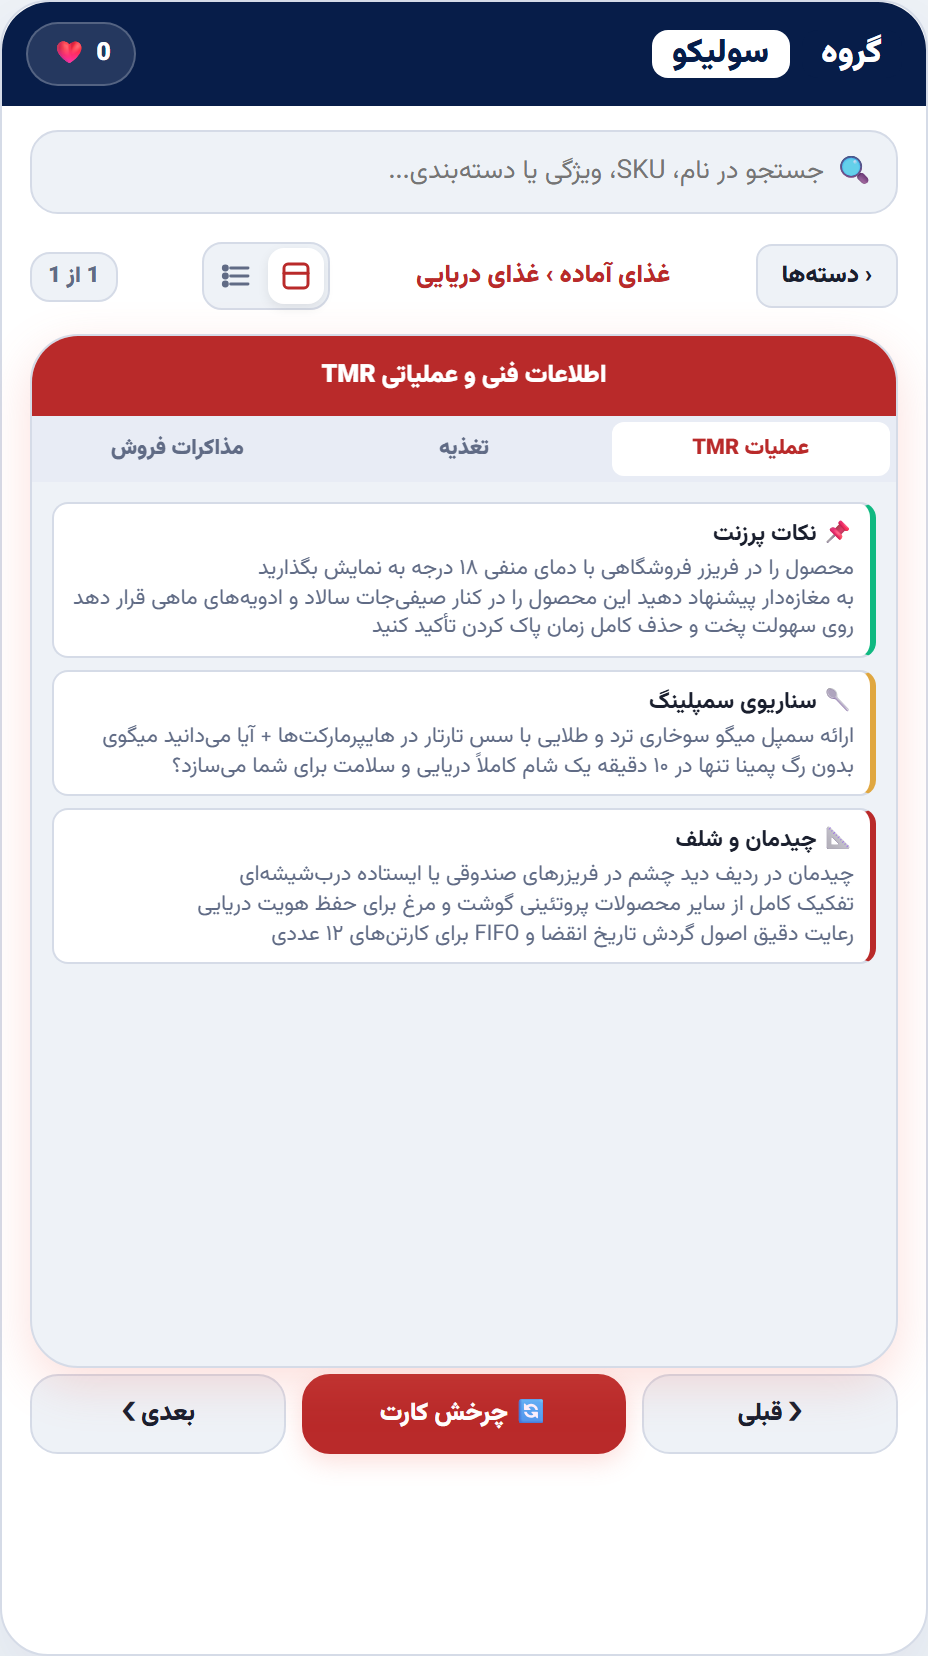 گروه سولیکو
0
جستجو در نام، SKU، ویژگی یا دسته‌بندی...
‹ دسته‌ها
غذای آماده › غذای دریایی
1 از 1
اطلاعات فنی و عملیاتی TMR
عملیات TMR
تغذیه
مذاکرات فروش
نکات پرزنت
محصول را در فریزر فروشگاهی با دمای منفی ۱۸ درجه به نمایش بگذارید
به مغازه‌دار پیشنهاد دهید این محصول را در کنار صیفی‌جات سالاد و ادویه‌های ماهی قرار دهد
روی سهولت پخت و حذف کامل زمان پاک کردن تأکید کنید
سناریوی سمپلینگ
ارائه سمپل میگو سوخاری ترد و طلایی با سس تارتار در هایپرمارکت‌ها + آیا می‌دانید میگوی
بدون رگ پمینا تنها در ۱۰ دقیقه یک شام کاملاً دریایی و سلامت برای شما می‌سازد؟
چیدمان و شلف
چیدمان در ردیف دید چشم در فریزرهای صندوقی یا ایستاده درب‌شیشه‌ای
تفکیک کامل از سایر محصولات پروتئینی گوشت و مرغ برای حفظ هویت دریایی
رعایت دقیق اصول گردش تاریخ انقضا و FIFO برای کارتن‌های ۱۲ عددی
❯ قبلی
چرخش کارت
بعدی ❮